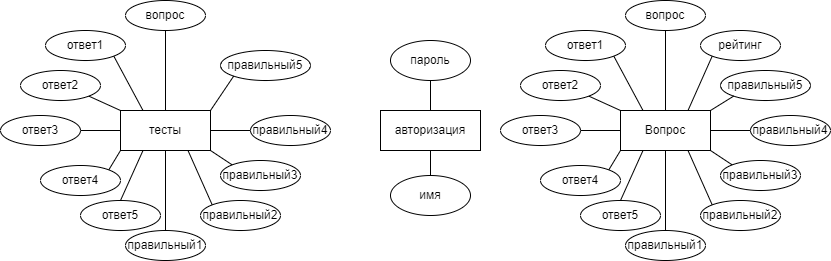 вопрос
ответ1
ответ2
правильный5
ответ3
тесты
правильный4
ответ4
правильный3
ответ5
правильный2
правильный1
пароль
авторизация
имя
вопрос
ответ1
рейтинг
ответ2
правильный5
ответ3
Вопрос
правильный4
ответ4
правильный3
ответ5
правильный2
правильный1